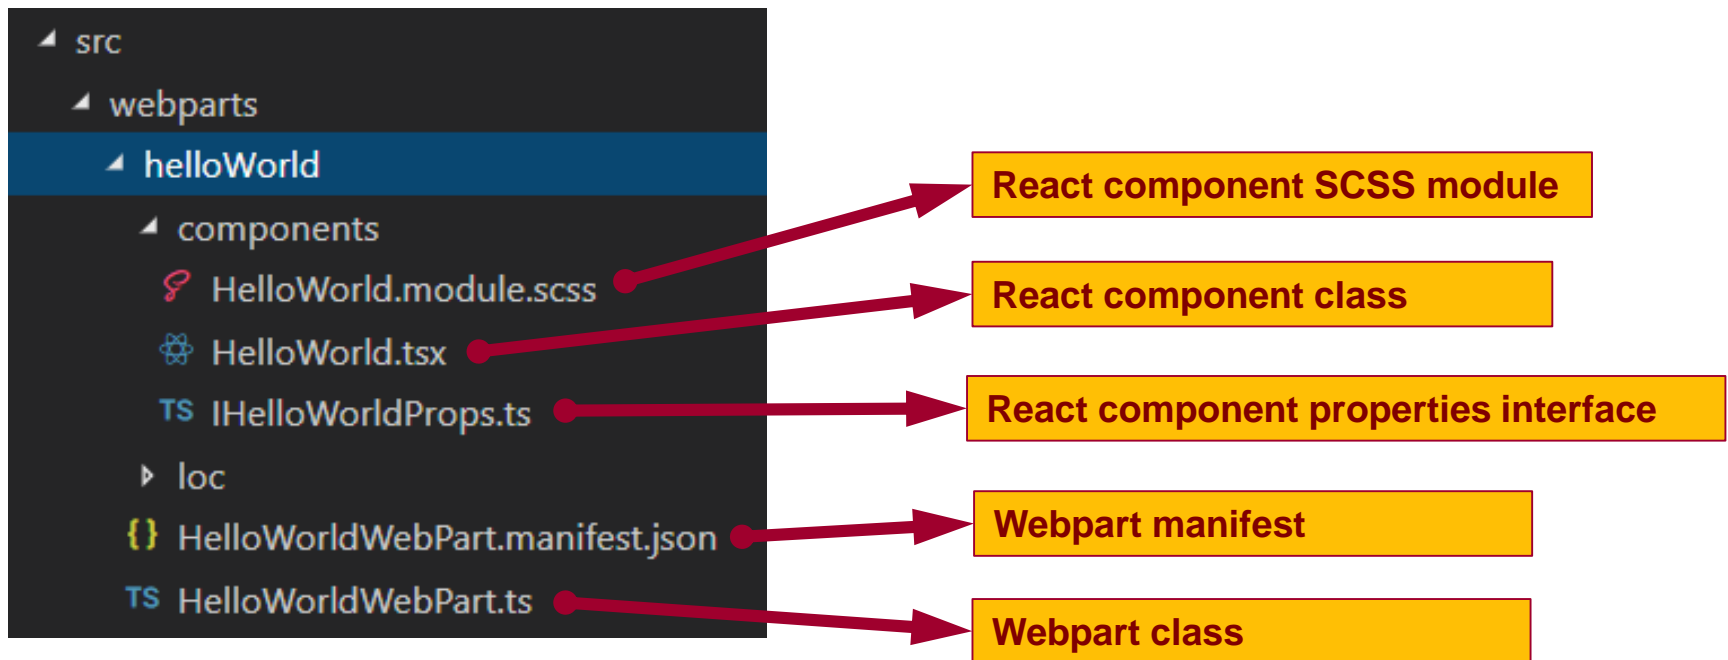 src
webparts
helloWorld
components
HelloWorld.module.scss
HelloWorld.tsx
TS IHelloWorldProps.ts
loc
{} HelloWorldWebPart.manifest.json
TS HelloWorldWebPart.ts
React component SCSS module
React component class
React component properties interface
Webpart manifest
Webpart class